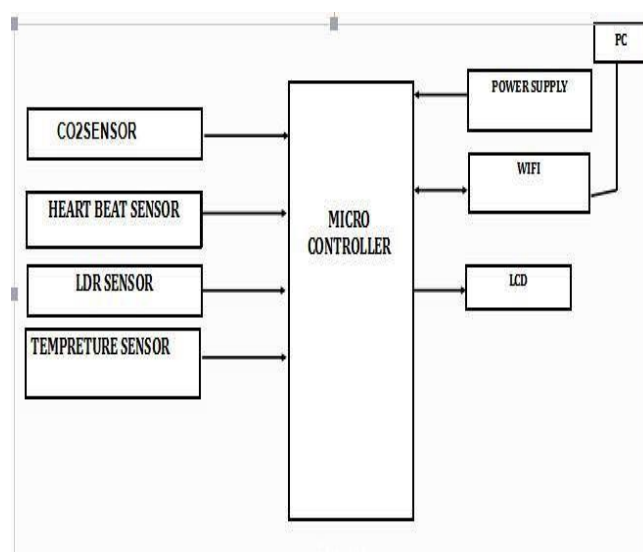 PC
POWER SUPPLY
CO2SENSOR
WIFI
HEART BEAT SENSOR
MICRO
CONTROLLER
LDR SENSOR
LCD
TEMPRETURE SENSOR